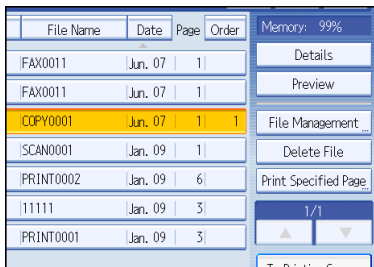 File Name Date Page Order
FAX0011 Jun. 07 1
FAX0011 Jun. 07 1
COPY0001 Jun. 07 1 1
SCAN0001 Jan. 09 1
PRINT0002 Jan. 09 6
11111 Jan. 09 3
PRINT0001 Jan. 09 3
Memory: 99%
Details
Preview
File Management
Delete File
Print Specified Page
1/1